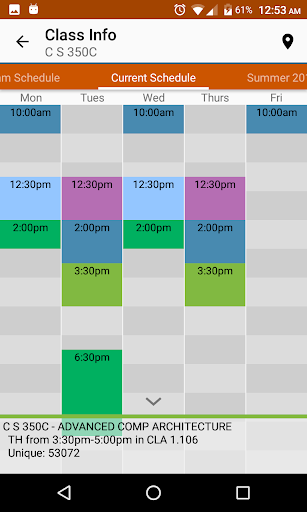 61% 12:53 AM
Class Info
C S 350C
am Schedule Current Schedule Summer 201
Mon Tues Wed Thurs Fri
10:00am 10:00am 10:00am
12:30pm 12:30pm 12:30pm 12:30pm
2:00pm 2:00pm 2:00pm 2:00pm
3:30pm 3:30pm
6:30pm
C S 350C - ADVANCED COMP ARCHITECTURE
TH from 3:30pm-5:00pm in CLA 1.106
Unique: 53072